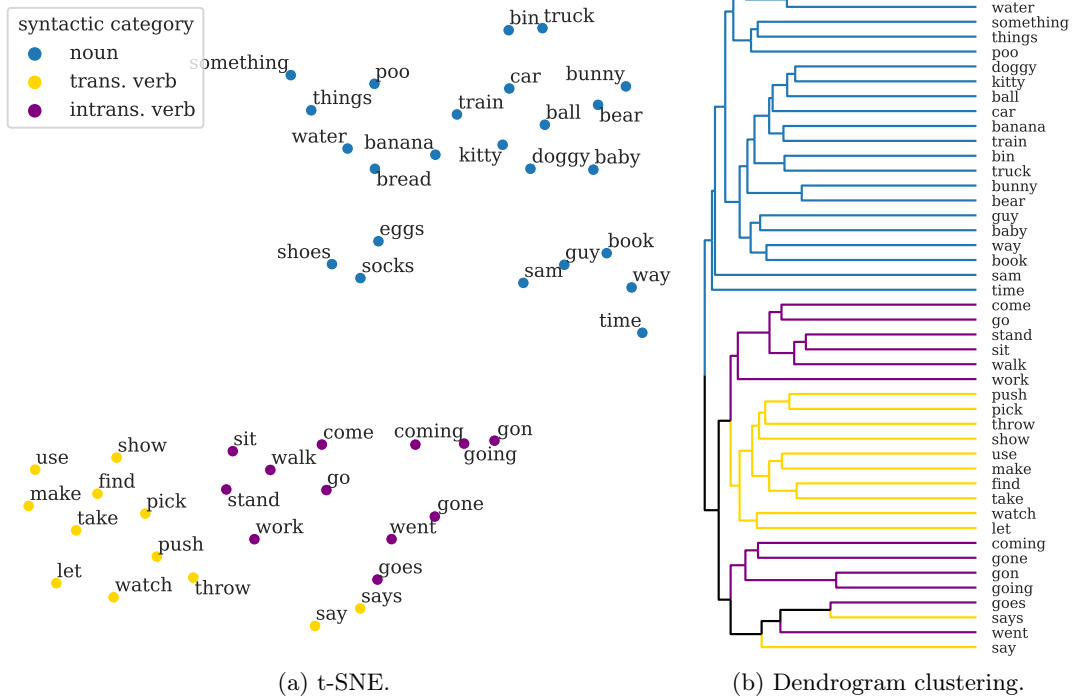 syntactic category
noun
trans. verb
intrans. verb
bin truck
something
poo
car
bunny
things
train
ball
bear
water
banana
kitty
doggy baby
bread
eggs
shoes
socks
book
guy
sam
way
time
show
sit
come
coming
gon
use
walk
going
find
go
make
pick
stand
gone
take
work
went
push
goes
let
watch
throw
says
say
(a) t-SNE.
water
something
things
poo
doggy
kitty
ball
car
banana
train
bin
truck
bunny
bear
guy
baby
way
book
sam
time
come
go
stand
sit
walk
work
push
pick
throw
show
use
make
find
take
watch
let
coming
gone
gon
going
goes
says
went
say
(b) Dendrogram clustering.